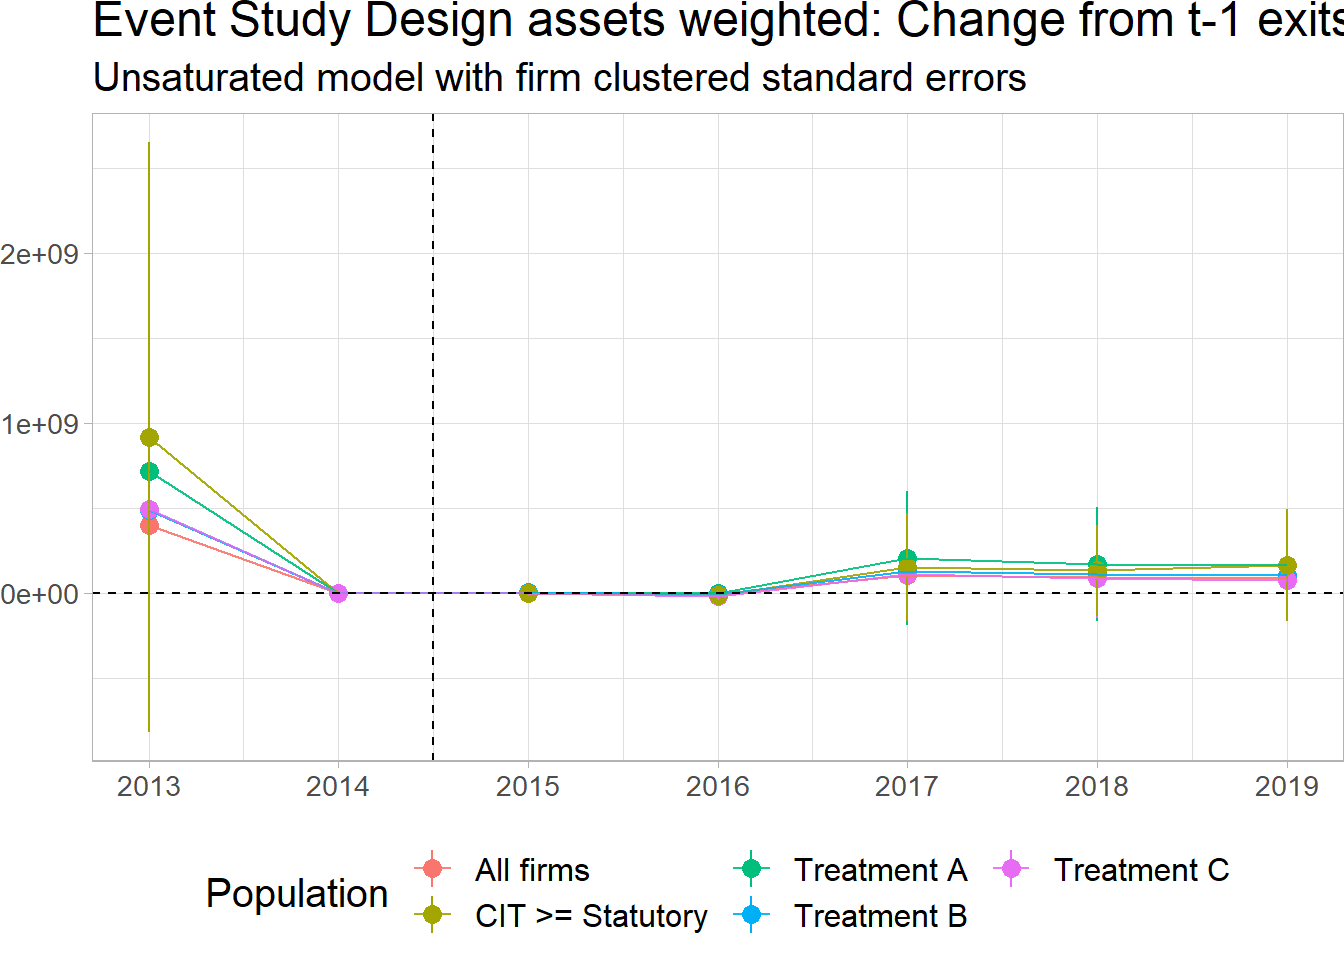 Event Study Design assets weighted: Change from t-1 exits
Unsaturated model with firm clustered standard errors
2e+09
1e+09
0e+00
2013 2014 2015 2016 2017 2018 2019
Population
All firms Treatment A Treatment C
CIT >= Statutory Treatment B